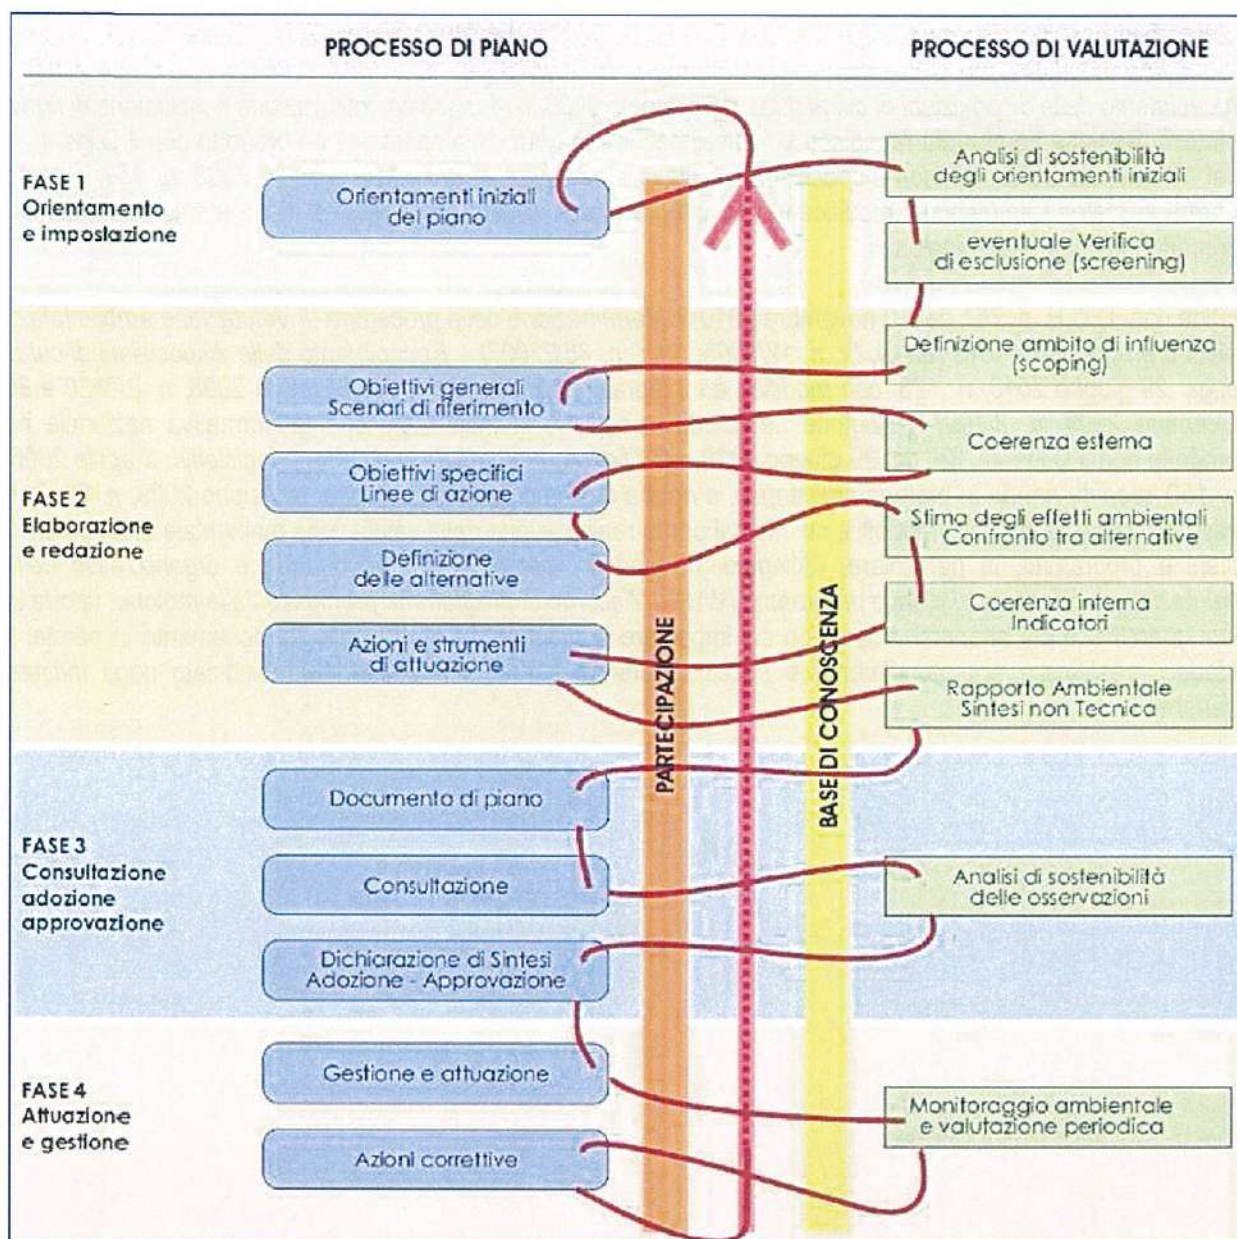 PROCESSO DI PIANO
PROCESSO DI VALUTAZIONE
FASE 1
Orientamento
e impostazione
Orientamenti iniziali
del piano
Analisi di sostenibilità
degli orientamenti iniziali
eventuale Verifica
di esclusione (screening)
Definizione ambito di influenza
(scoping)
FASE 2
Elaborazione
e redazione
Obiettivi generali
Scenari di riferimento
Coerenza esterna
Obiettivi specifici
Linee di azione
Definizione
delle alternative
Stima degli effetti ambientali
Confronto tra alternative
Coerenza interna
Indicatori
Azioni e strumenti
di attuazione
Rapporto Ambientale
Sintesi non Tecnica
PARTECIPAZIONE
BASE DI CONOSCENZA
FASE 3
Consultazione
adozione
approvazione
Documento di piano
Consultazione
Analisi di sostenibilità
delle osservazioni
Dichiarazione di Sintesi
Adozione - Approvazione
FASE 4
Attuazione
e gestione
Gestione e attuazione
Monitoraggio ambientale
e valutazione periodica
Azioni correttive